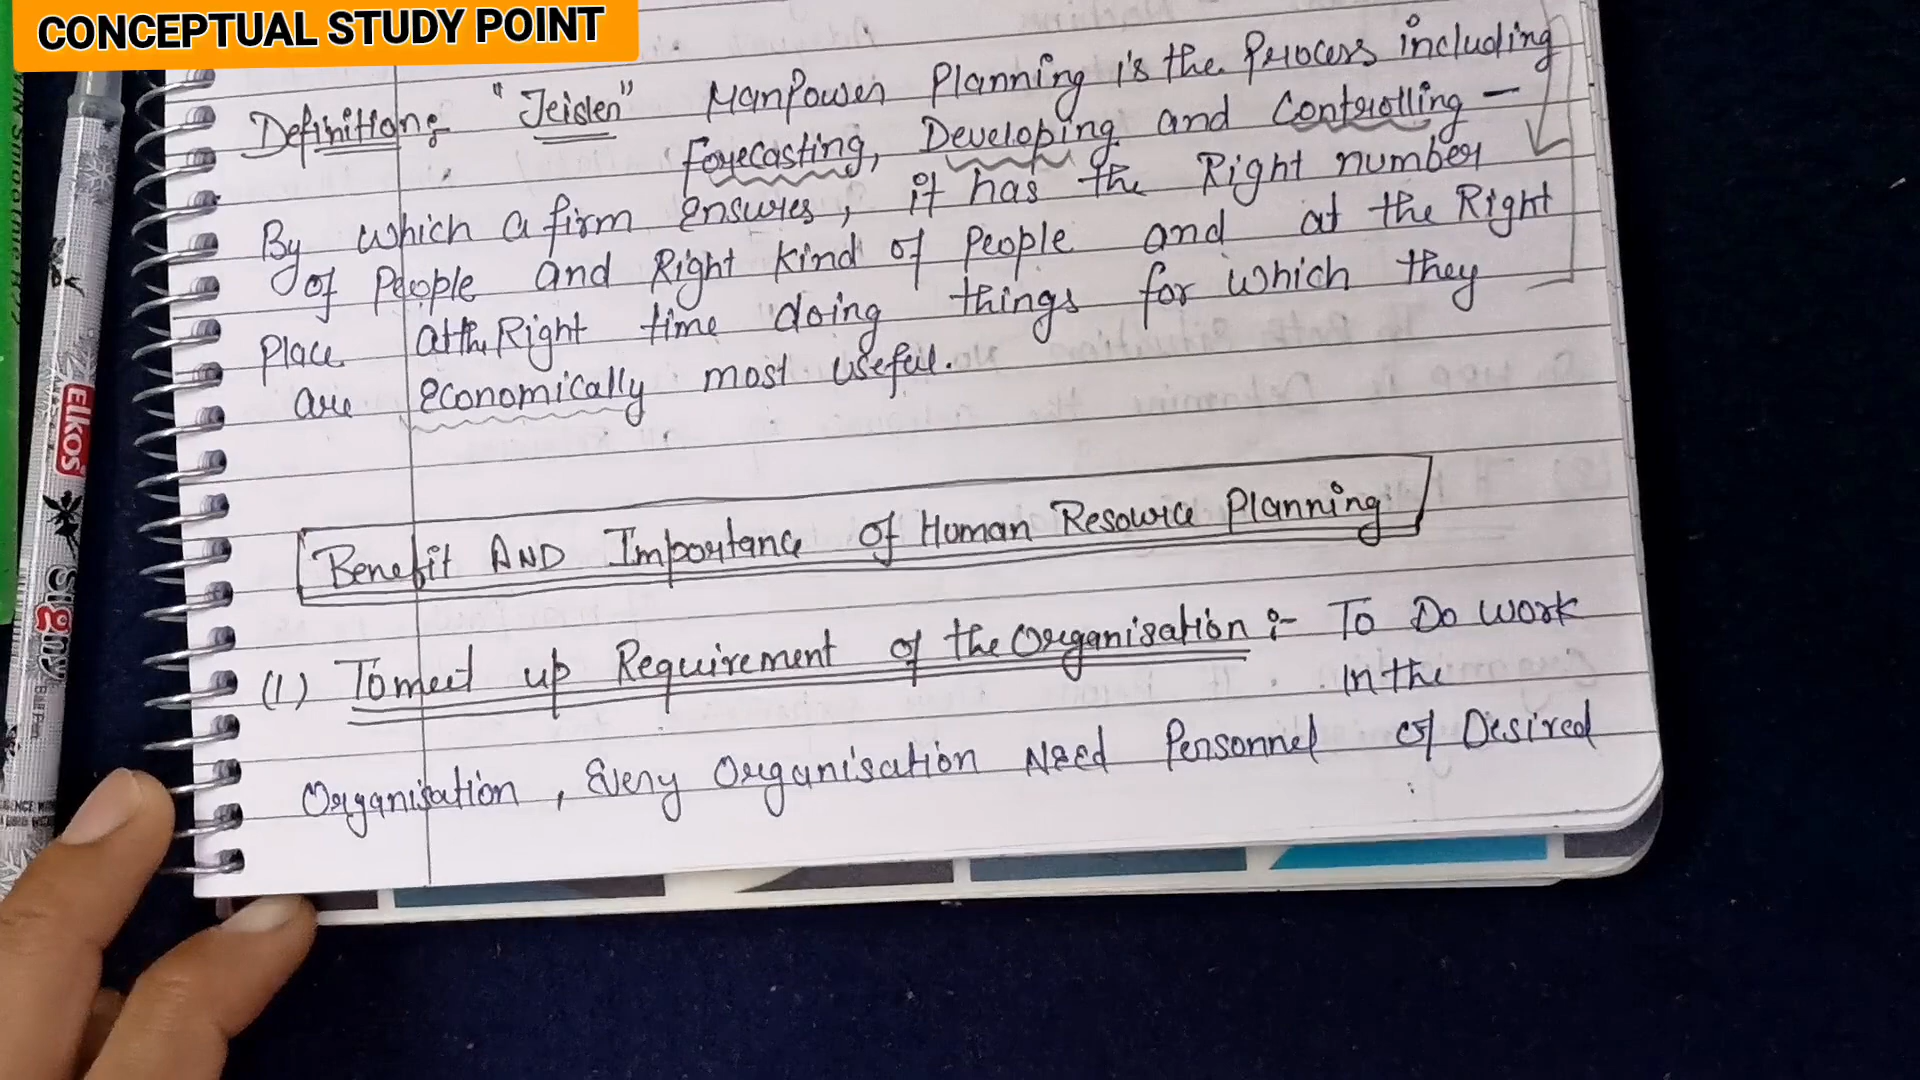 CONCEPTUAL STUDY POINT
Definition:- "Jeislen" ManPower Planning is the Process including
forecasting, Developing and Controlling -
By which a firm ensures, it has the Right number
of People and Right kind of People and at the Right
Place at the Right time doing things for which they
are economically most useful.
Benefit AND Importance of Human Resource Planning
(1) To meet up Requirement of the Organisation :- To Do work
In the
Organisation, Every Organisation Need Personnel of Desired
Elkos
Signy